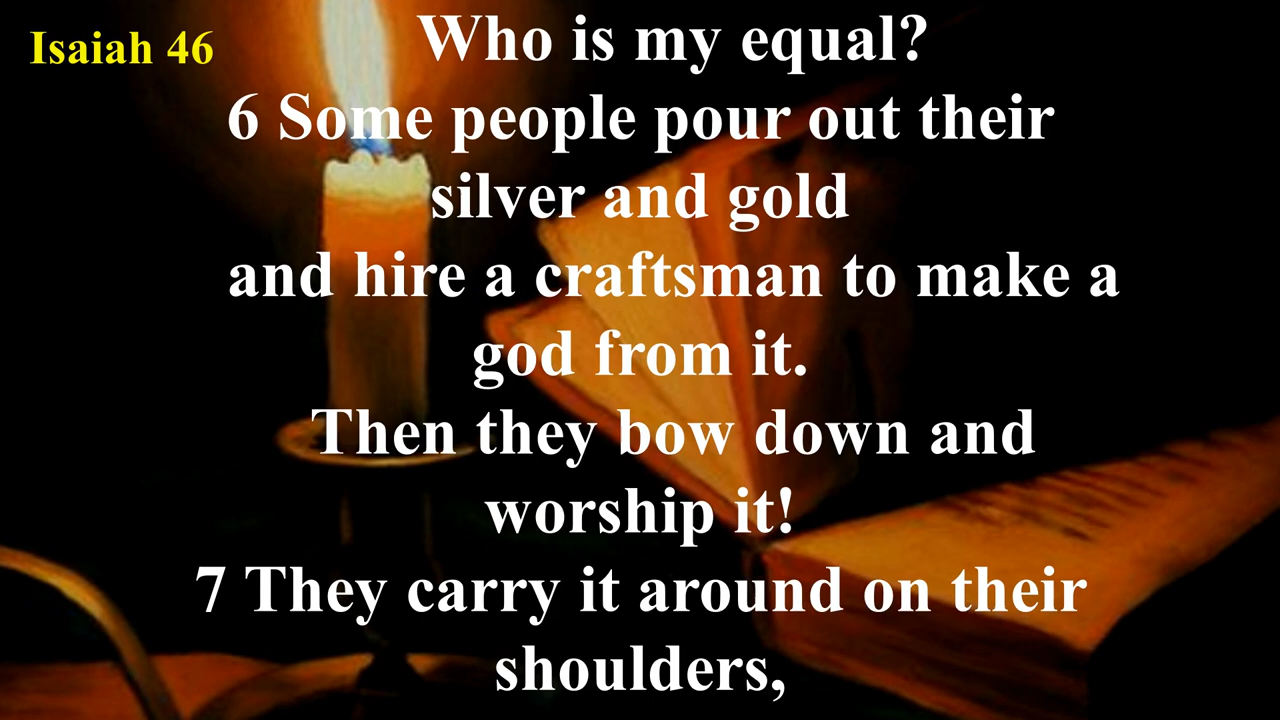 Isaiah 46
Who is my equal?
6 Some people pour out their
silver and gold
and hire a craftsman to make a
god from it.
Then they bow down and
worship it!
7 They carry it around on their
shoulders,